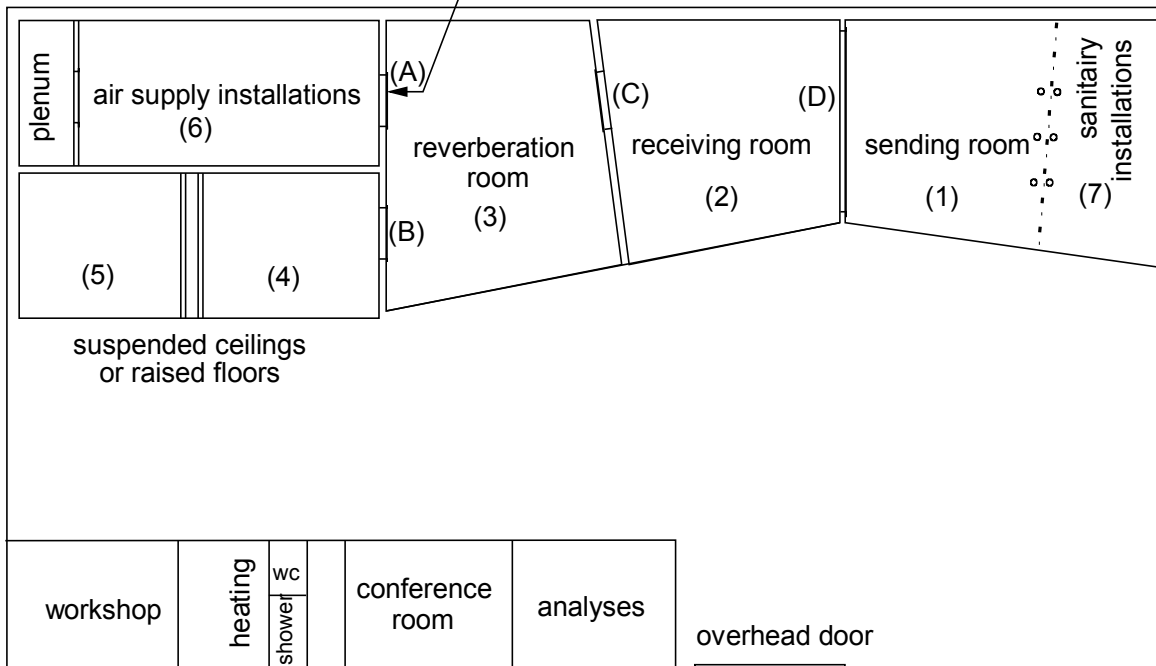 plenum
air supply installations
(6)
(A)
(C)
(D)
sanitairy
installations
reverberation
room
(3)
receiving room
(2)
sending room
(1)
(7)
(B)
(5)
(4)
suspended ceilings
or raised floors
workshop
heating
wc
shower
conference
room
analyses
overhead door